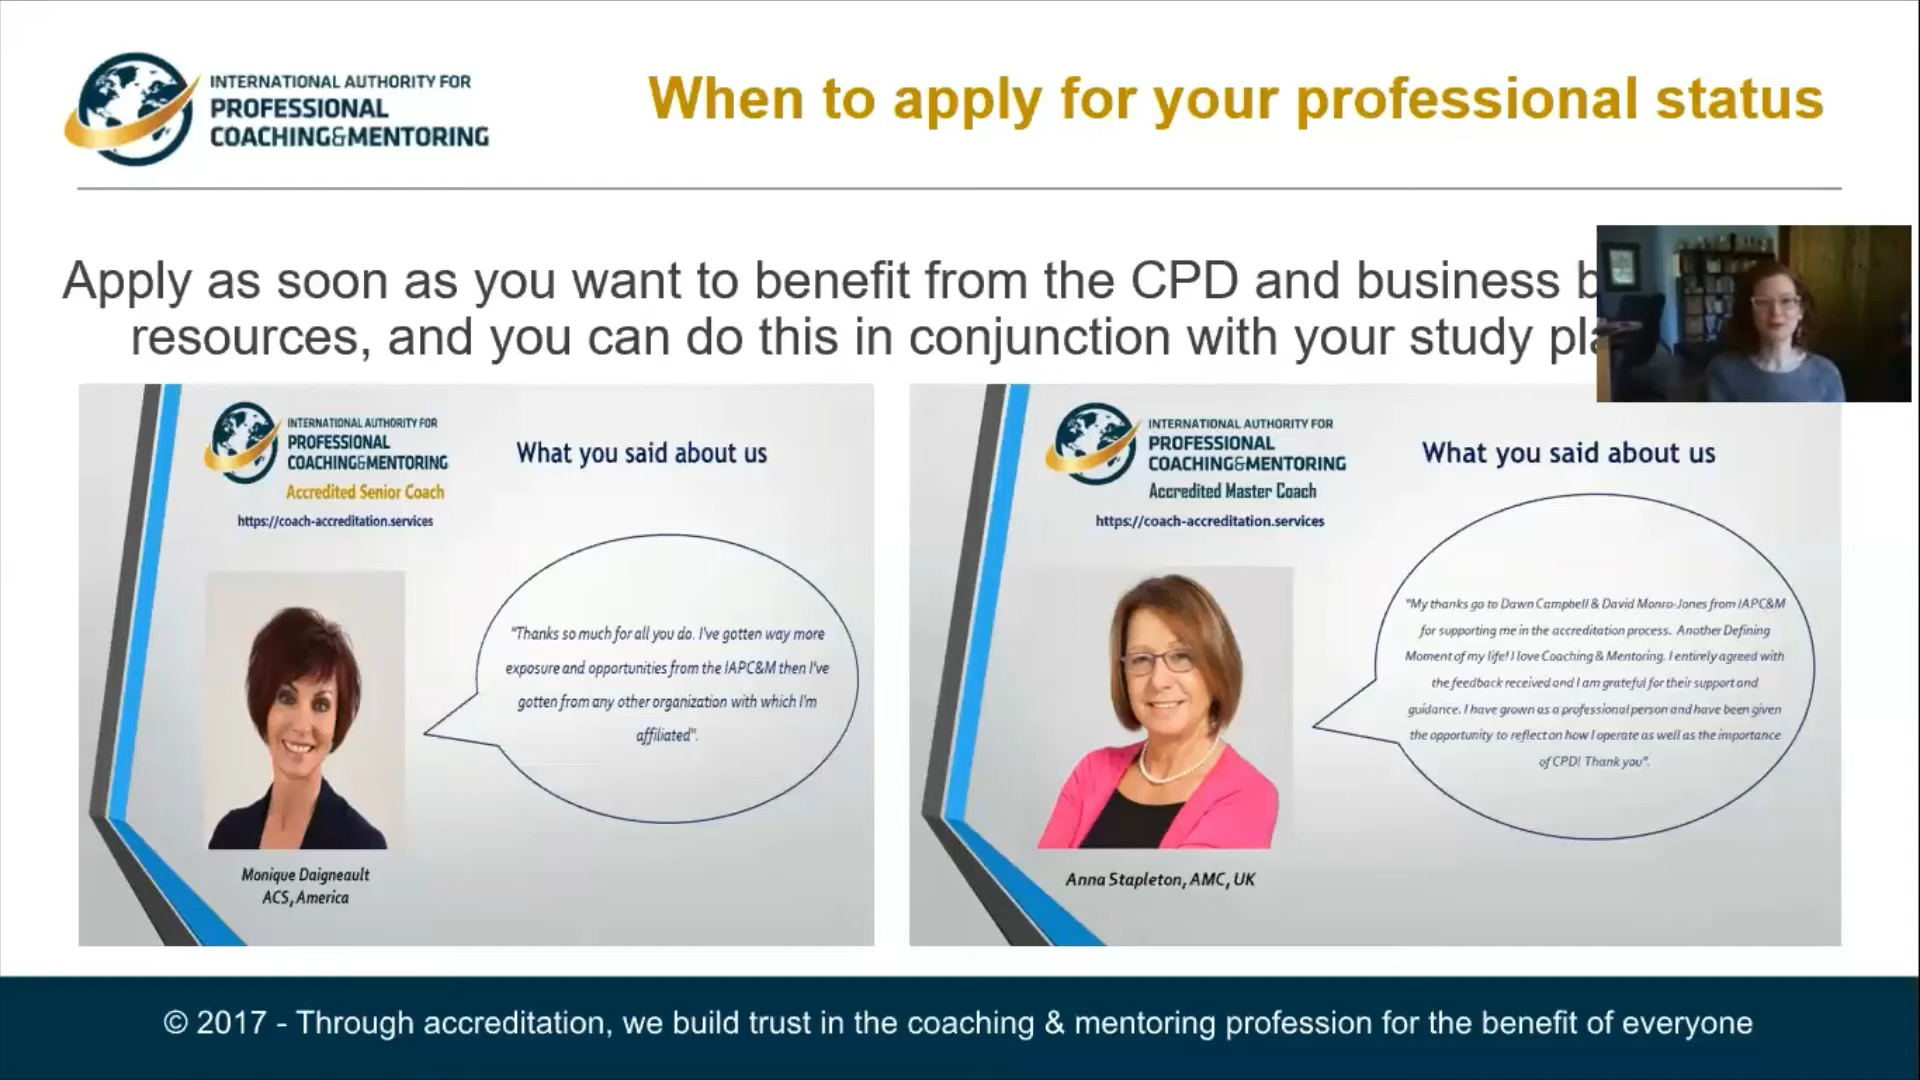 INTERNATIONAL AUTHORITY FOR
PROFESSIONAL
COACHING&MENTORING
When to apply for your professional status
Apply as soon as you want to benefit from the CPD and business
resources, and you can do this in conjunction with your study
INTERNATIONAL AUTHORITY FOR
PROFESSIONAL
COACHING&MENTORING
Accredited Senior Coach
https://coach-accreditation.services
What you said about us
"Thanks so much for all you do. I've gotten way more
exposure and opportunities from the IAPC&M then I've
gotten from any other organization with which I'm
affiliated".
Monique Daigneault
ACS, America
INTERNATIONAL AUTHORITY FOR
PROFESSIONAL
COACHING&MENTORING
Accredited Master Coach
https://coach-accreditation.services
What you said about us
"My thanks go to Dawn Campbell & David Monro-Jones from IAPC&M
for supporting me in the accreditation process. Another Defining
Moment of my life! I love Coaching & Mentoring. I entirely agreed with
the feedback received and I am grateful for their support and
guidance. I have grown as a professional person and have been given
the opportunity to reflect on how I operate as well as the importance
of CPD! Thank you".
Anna Stapleton, AMC, UK
© 2017 - Through accreditation, we build trust in the coaching & mentoring profession for the benefit of everyone